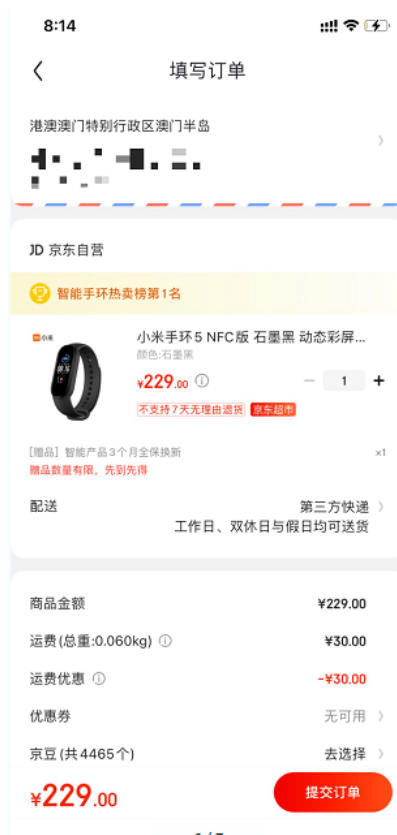 8:14
填写订单
港澳澳门特别行政区澳门半岛
JD 京东自营
智能手环热卖榜第1名
小米
小米手环5 NFC版 石墨黑 动态彩屏...
颜色:石墨黑
¥229.00
1
不支持7天无理由退货 京东超市
[赠品] 智能产品3个月全保换新 ×1
赠品数量有限，先到先得
配送 第三方快递
工作日、双休日与假日均可送货
商品金额 ¥229.00
运费(总重:0.060kg) ¥30.00
运费优惠 -¥30.00
优惠券 无可用
京豆(共4465个) 去选择
¥229.00 提交订单